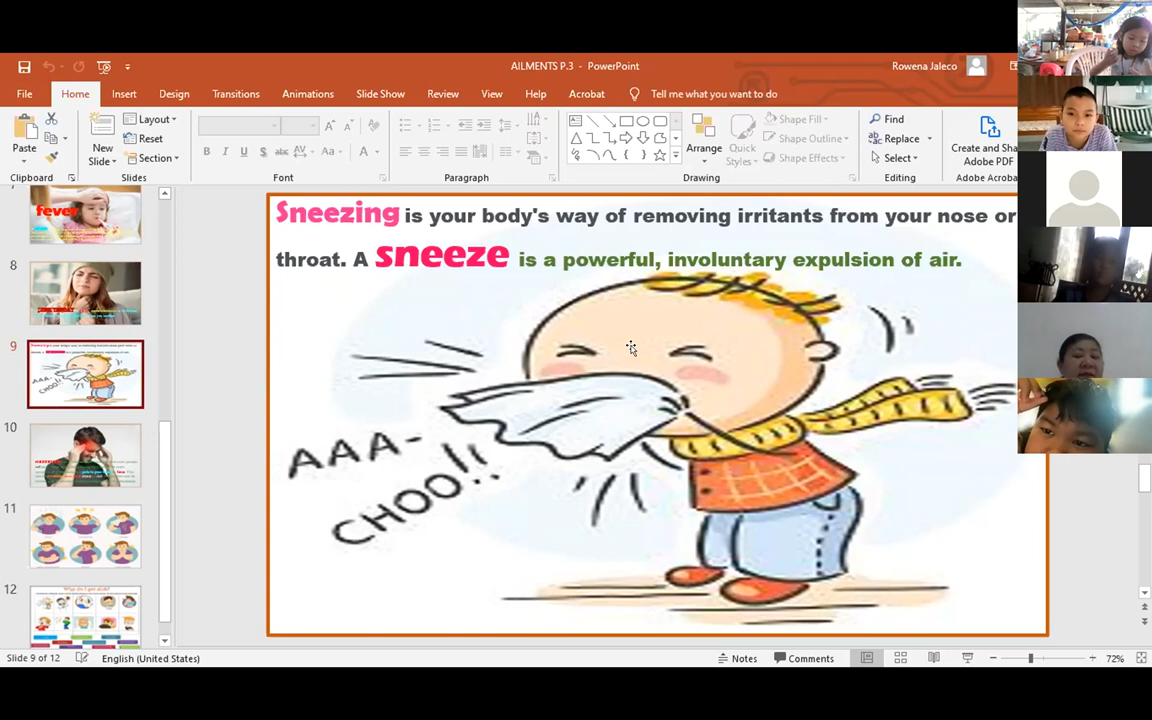 AILMENTS P.3 - PowerPoint
Rowena Jaleco
File Home Insert Design Transitions Animations Slide Show Review View Help Acrobat Tell me what you want to do
Paste
Clipboard
New Slide
Layout
Reset
Section
Slides
Font
Paragraph
Arrange
Quick Styles
Shape Fill
Shape Outline
Shape Effects
Drawing
Find
Replace
Select
Editing
Create and Sha
Adobe PDF
Adobe Acroba
7
fever
8
9
10
11
12
Sneezing is your body's way of removing irritants from your nose or
throat. A sneeze is a powerful, involuntary expulsion of air.
AAA-
CHOO!!
Slide 9 of 12 English (United States) Notes Comments 72%